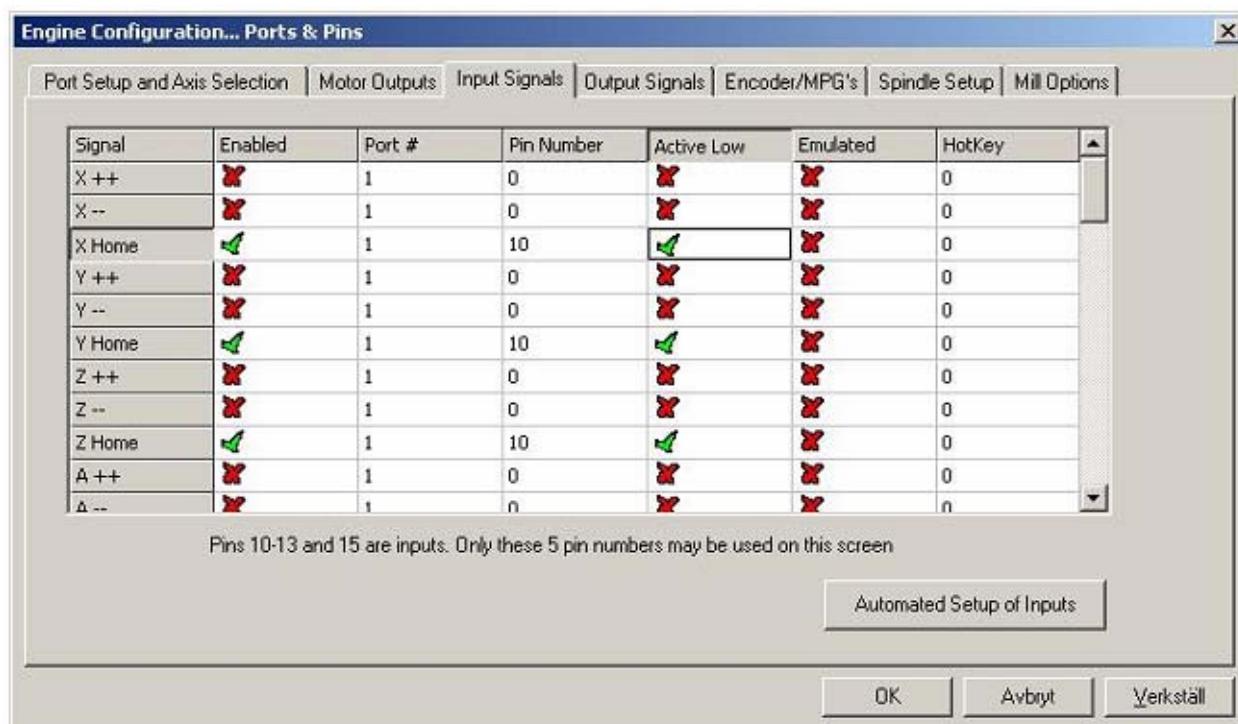 Engine Configuration... Ports & Pins
Port Setup and Axis Selection Motor Outputs Input Signals Output Signals Encoder/MPG's Spindle Setup Mill Options
Signal Enabled Port # Pin Number Active Low Emulated HotKey
X ++ 1 0 0
X -- 1 0 0
X Home 1 10 0
Y ++ 1 0 0
Y -- 1 0 0
Y Home 1 10 0
Z ++ 1 0 0
Z -- 1 0 0
Z Home 1 10 0
A ++ 1 0 0
A -- 1 0 0
Pins 10-13 and 15 are inputs. Only these 5 pin numbers may be used on this screen
Automated Setup of Inputs
OK Avbryt Verkställ